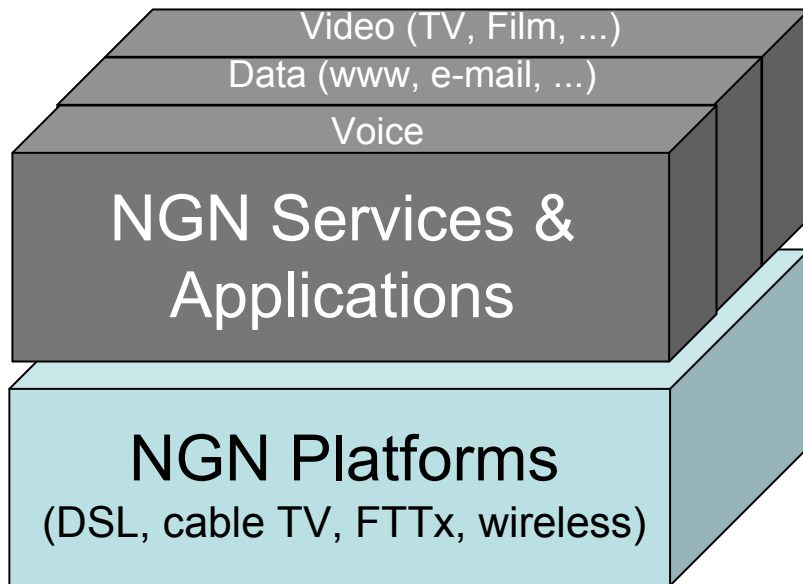 Video (TV, Film, ...)
Data (www, e-mail, ...)
Voice
NGN Services &
Applications
NGN Platforms
(DSL, cable TV, FTTx, wireless)